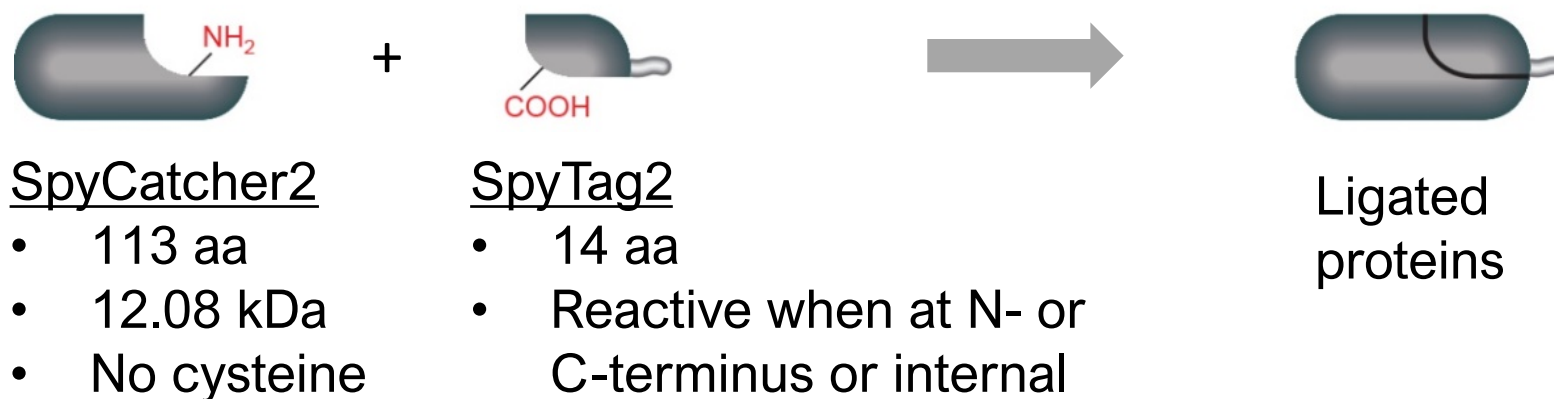 NH2
+
COOH
SpyCatcher2
• 113 aa
• 12.08 kDa
• No cysteine
SpyTag2
• 14 aa
• Reactive when at N- or
C-terminus or internal
Ligated
proteins